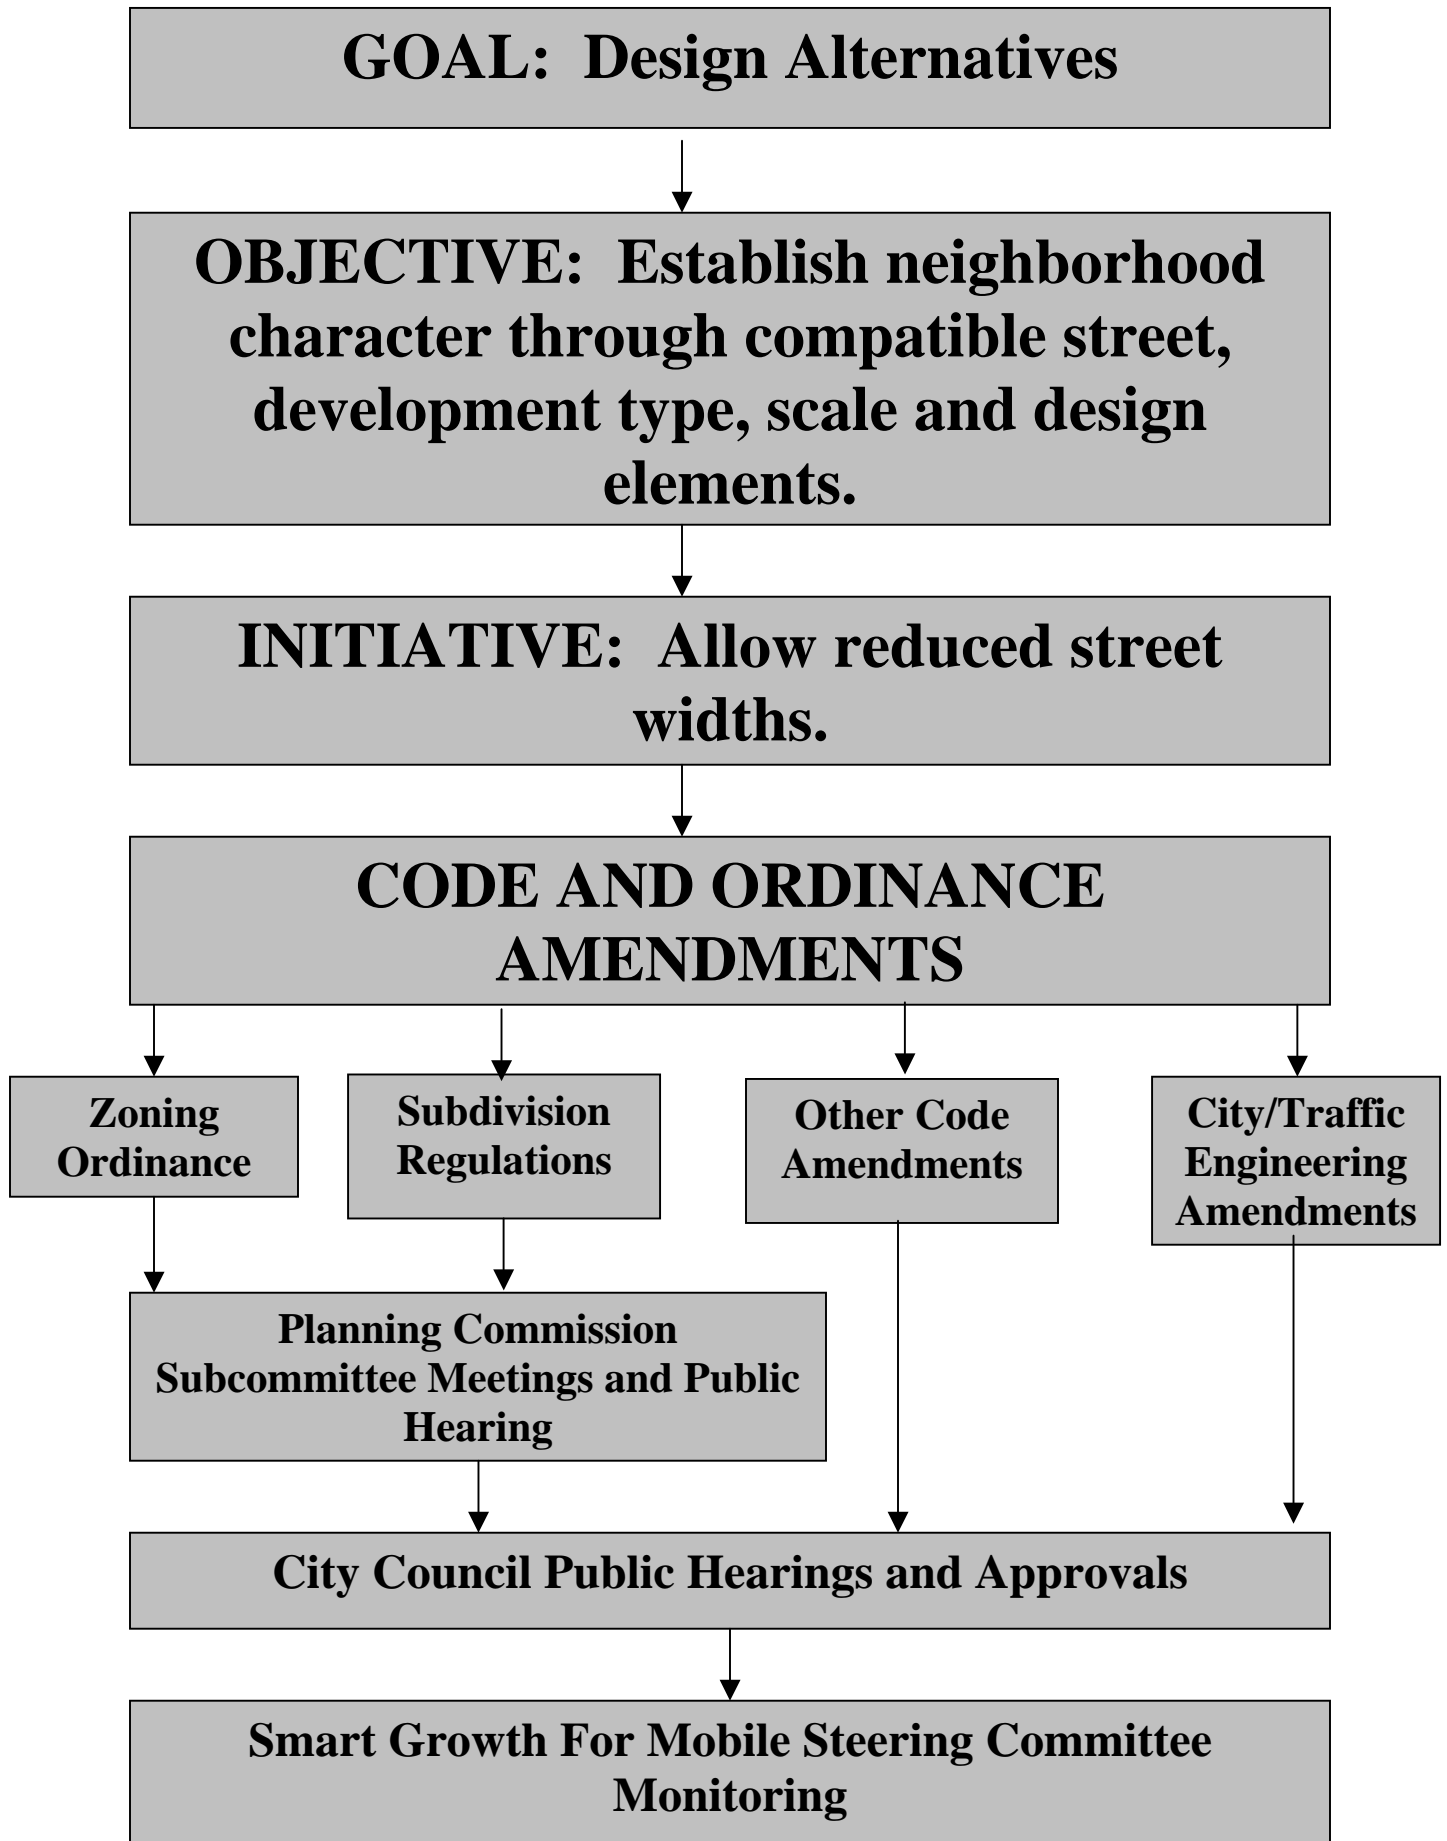 GOAL: Design Alternatives
OBJECTIVE: Establish neighborhood
character through compatible street,
development type, scale and design
elements.
INITIATIVE: Allow reduced street
widths.
CODE AND ORDINANCE
AMENDMENTS
Zoning
Ordinance
Subdivision
Regulations
Other Code
Amendments
City/Traffic
Engineering
Amendments
Planning Commission
Subcommittee Meetings and Public
Hearing
City Council Public Hearings and Approvals
Smart Growth For Mobile Steering Committee
Monitoring